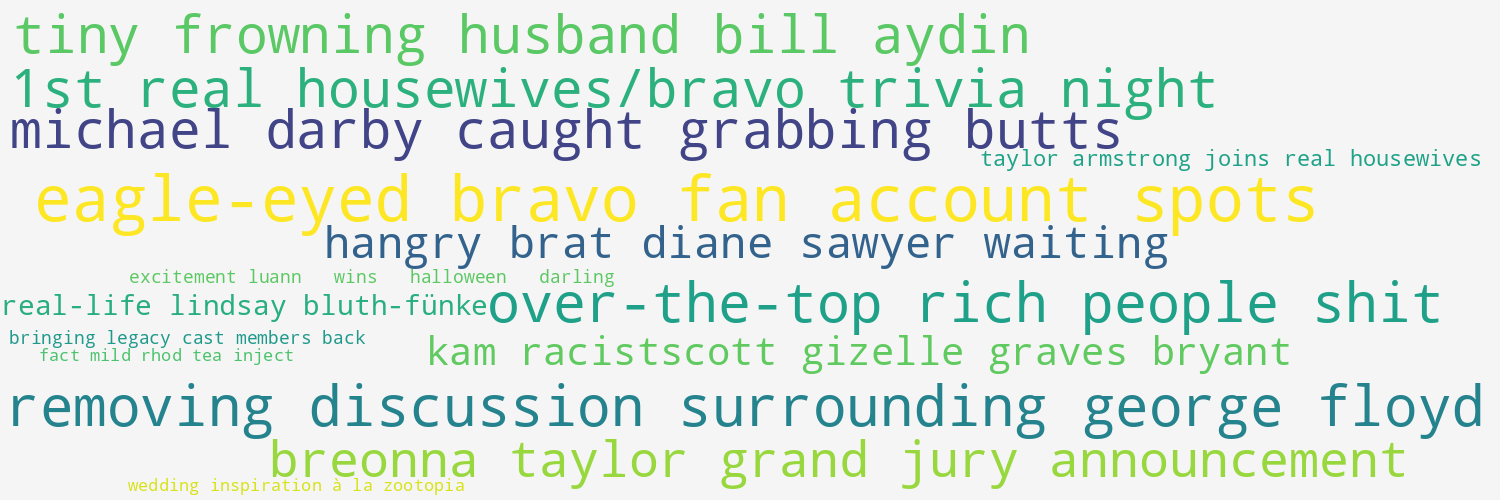 tiny frowning husband bill aydin
1st real housewives/bravo trivia night
michael darby caught grabbing butts
taylor armstrong joins real housewives
eagle-eyed bravo fan account spots
hangry brat diane sawyer waiting
excitement luann wins halloween darling
real-life lindsay bluth-fünke
over-the-top rich people shit
bringing legacy cast members back
fact mild rhod tea inject
kam racistscott gizelle graves bryant
removing discussion surrounding george floyd
breonna taylor grand jury announcement
wedding inspiration à la zootopia